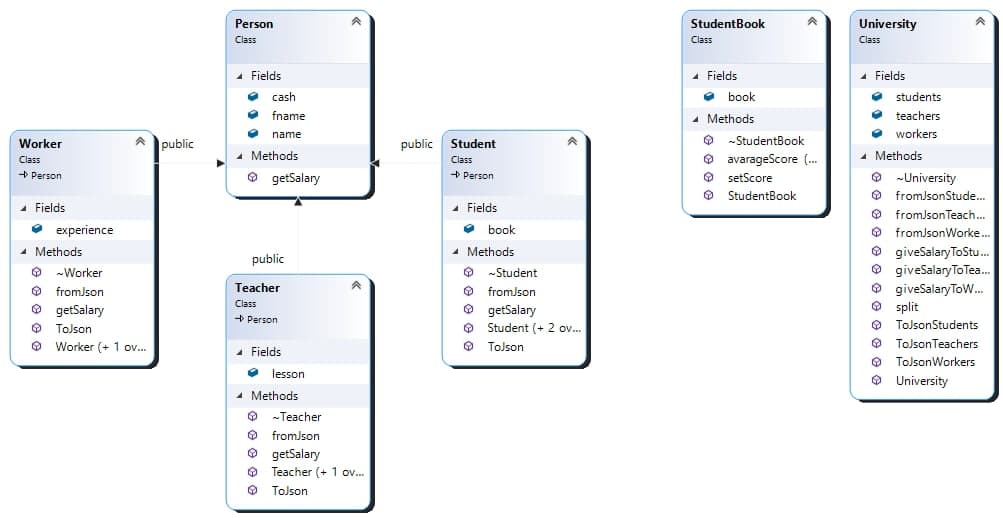 Person
Class
Fields
cash
fname
name
Methods
getSalary
Worker
Class
Person
Fields
experience
Methods
~Worker
fromJson
getSalary
ToJson
Worker (+ 1 ov...
public
public
public
Student
Class
Person
Fields
book
Methods
~Student
fromJson
getSalary
Student (+ 2 ov...
ToJson
Teacher
Class
Person
Fields
lesson
Methods
~Teacher
fromJson
getSalary
Teacher (+ 1 ov...
ToJson
StudentBook
Class
Fields
book
Methods
~StudentBook
avarageScore (...
setScore
StudentBook
University
Class
Fields
students
teachers
workers
Methods
~University
fromJsonStude...
fromJsonTeach...
fromJsonWorke...
giveSalaryToStu...
giveSalaryToTea...
giveSalaryToW...
split
ToJsonStudents
ToJsonTeachers
ToJsonWorkers
University